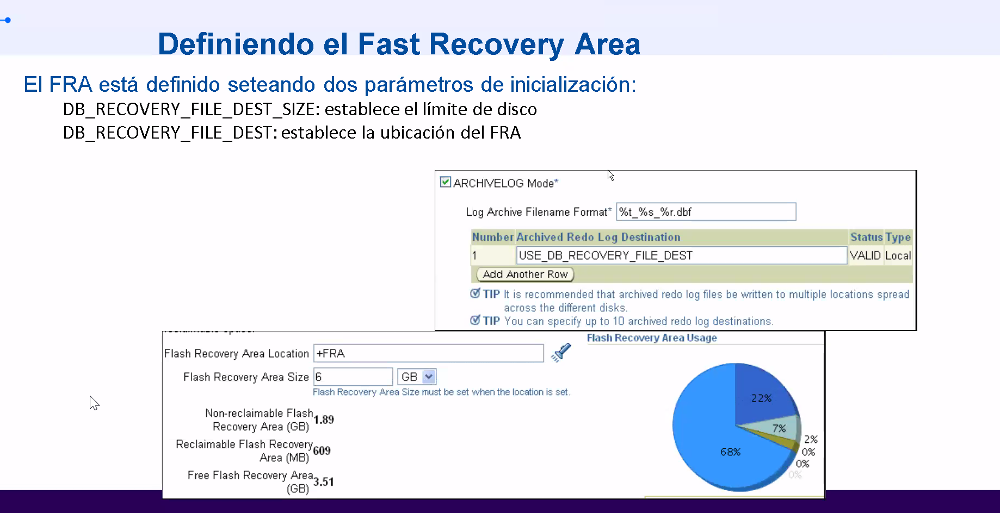 Definiendo el Fast Recovery Area
El FRA está definido seteando dos parámetros de inicialización:
DB_RECOVERY_FILE_DEST_SIZE: establece el límite de disco
DB_RECOVERY_FILE_DEST: establece la ubicación del FRA
ARCHIVELOG Mode*
Log Archive Filename Format* %t_%s_%r.dbf
Number Archived Redo Log Destination Status Type
1 USE_DB_RECOVERY_FILE_DEST VALID Local
Add Another Row
TIP It is recommended that archived redo log files be written to multiple locations spread
across the different disks.
TIP You can specify up to 10 archived redo log destinations.
Flash Recovery Area Location +FRA
Flash Recovery Area Size 6 GB
Flash Recovery Area Size must be set when the location is set.
Non-reclaimable Flash
Recovery Area (GB) 1.89
Reclaimable Flash Recovery
Area (MB) 609
Free Flash Recovery Area
(GB) 3.51
Flash Recovery Area Usage
22%
7%
2%
0%
0%
0%
68%